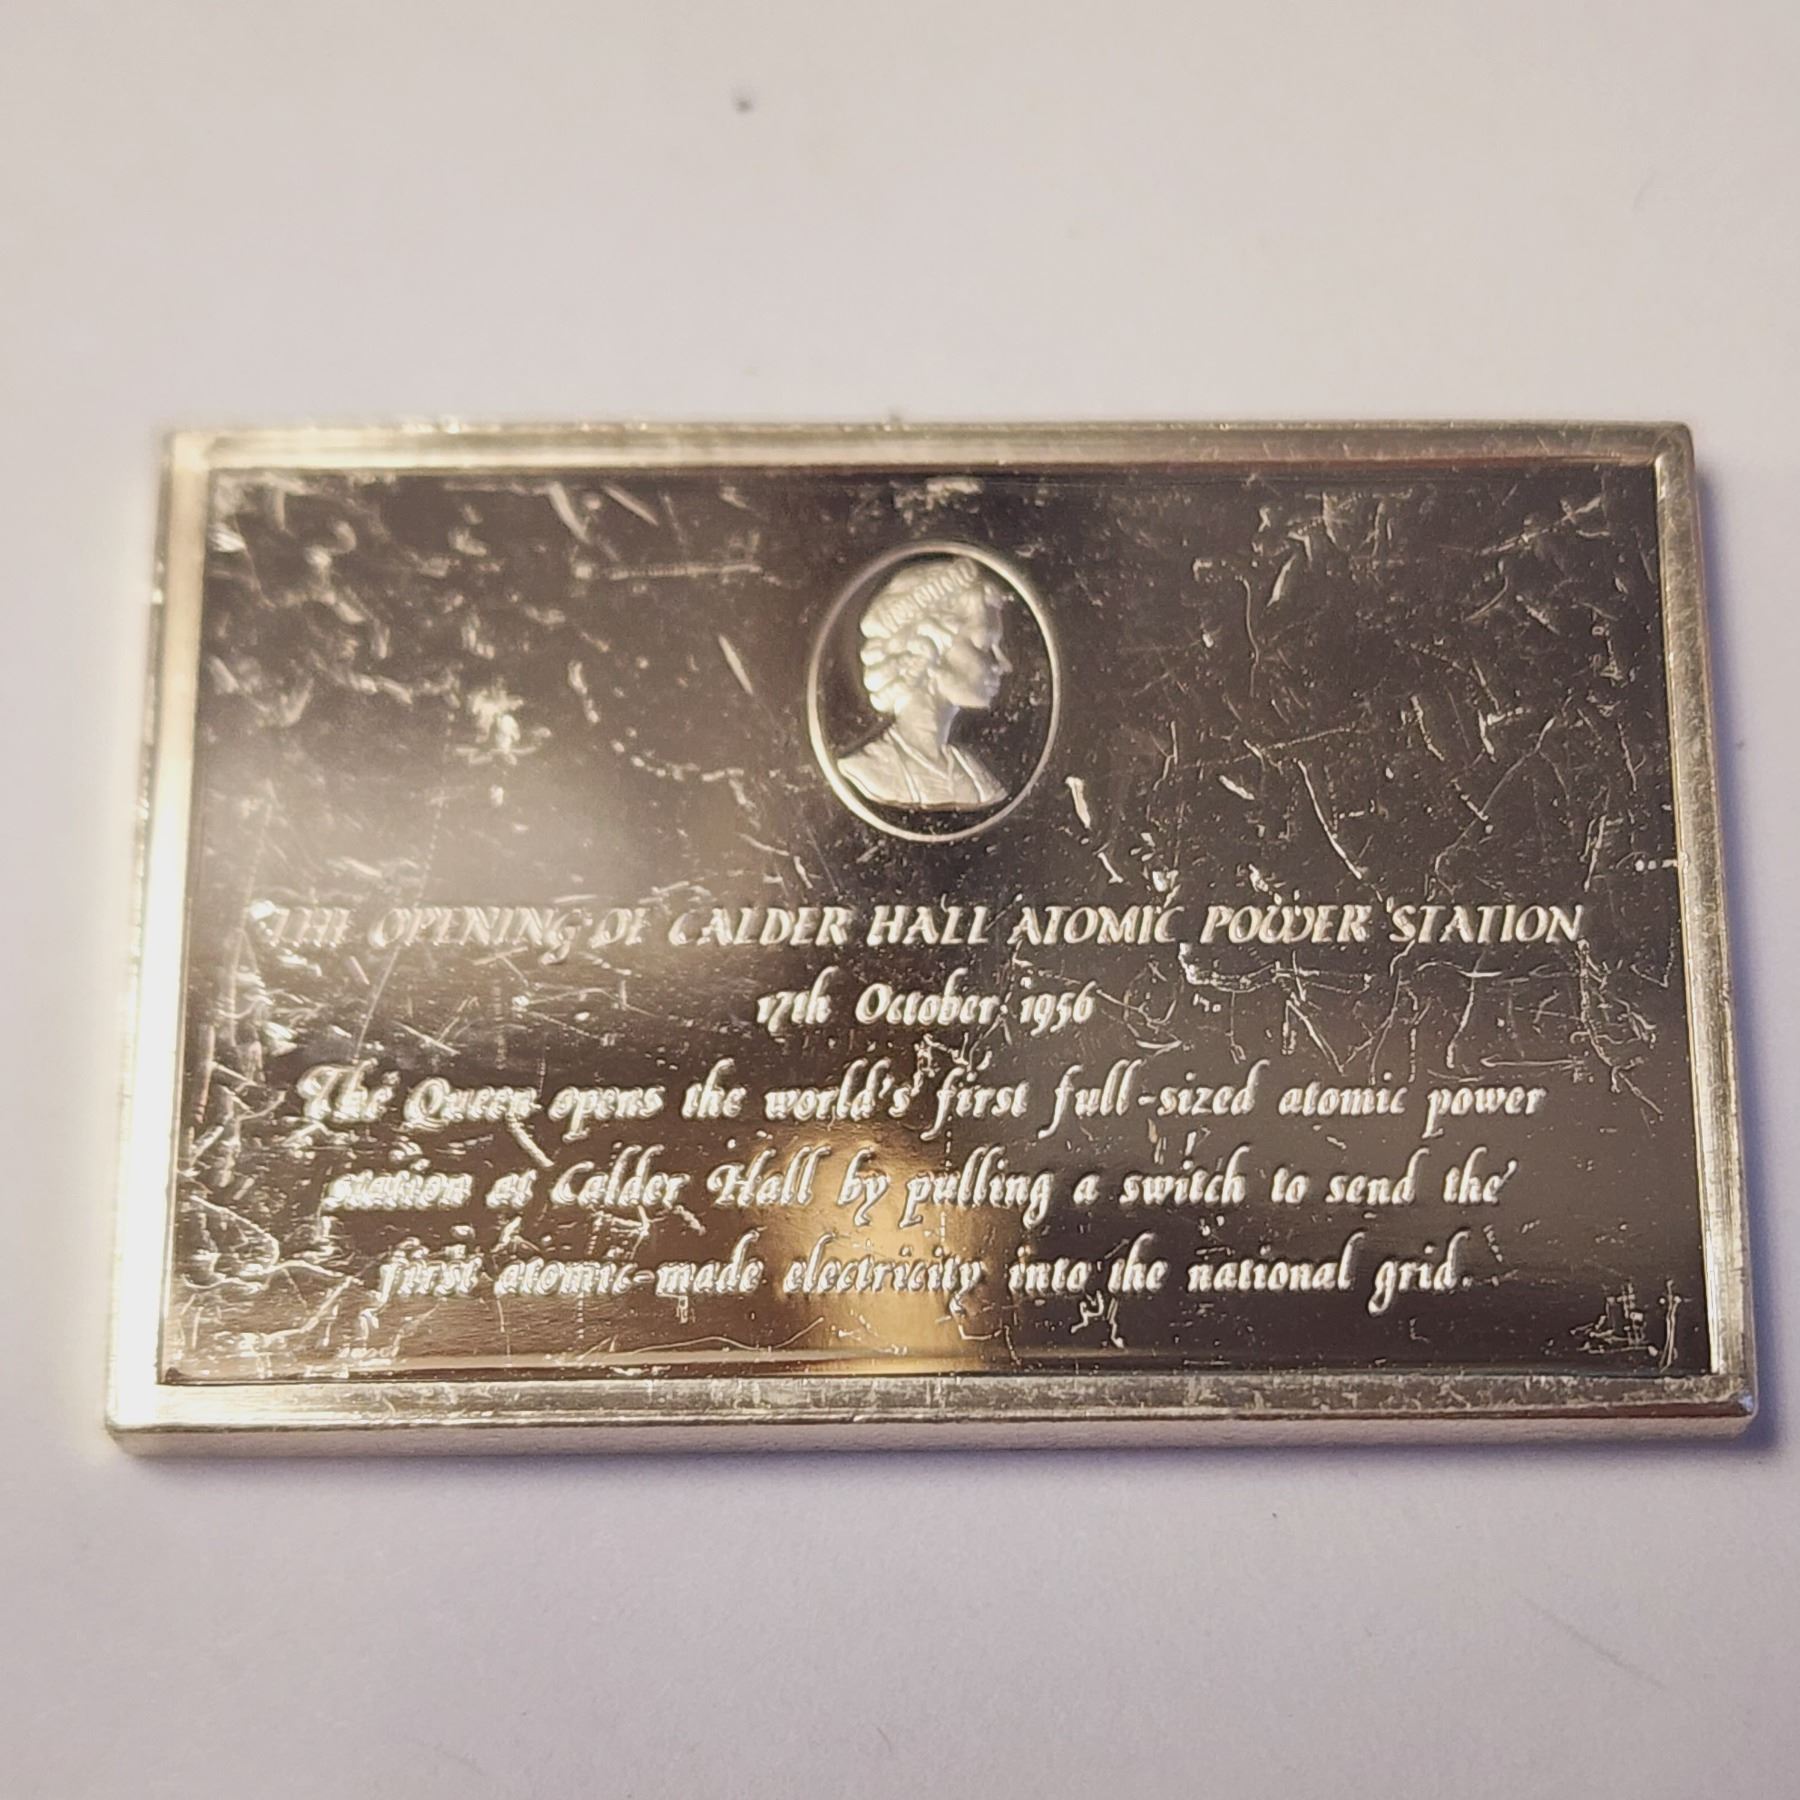 THE OPENING OF CALDER HALL ATOMIC POWER STATION
17th October 1956
The Queen opens the world's first full-sized atomic power
station at Calder Hall by pulling a switch to send the
first atomic-made electricity into the national grid.